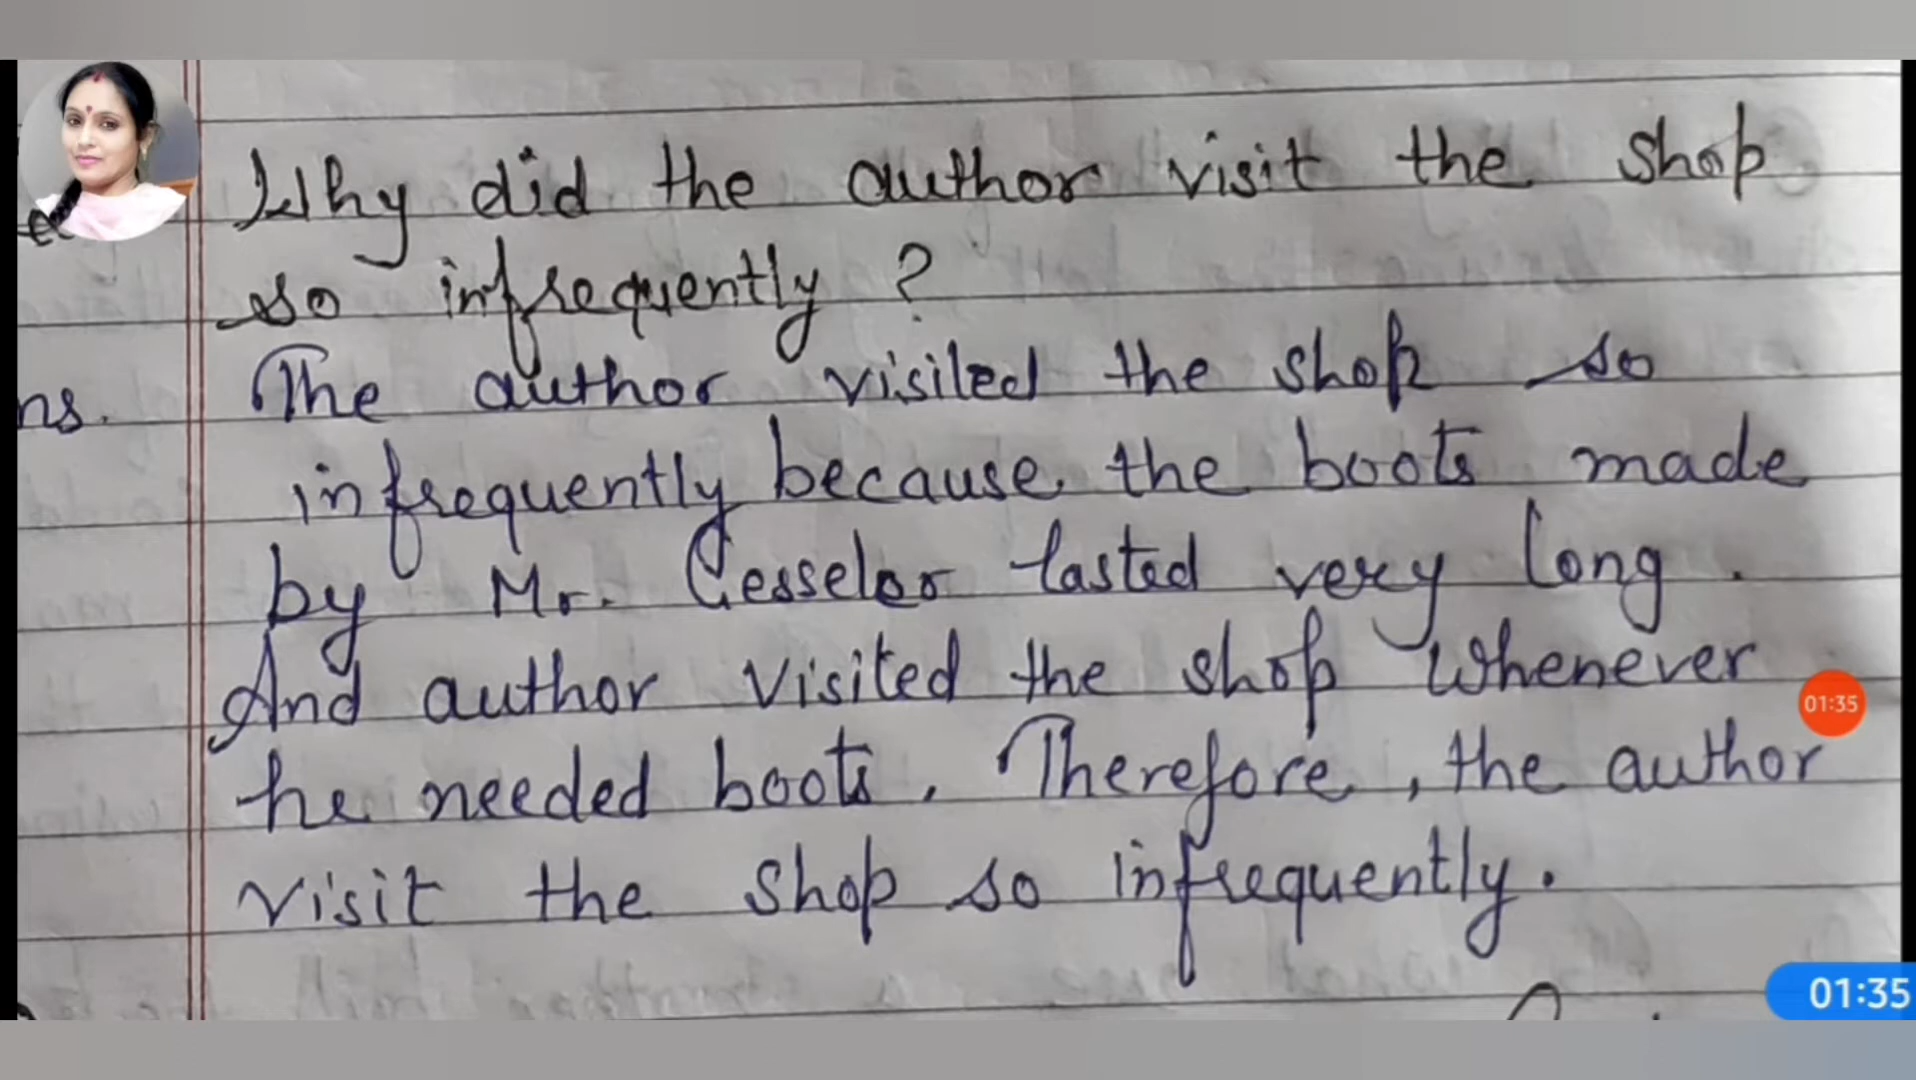 Why did the author visit the shop
so infrequently ?
ns. The author visited the shop so
infrequently because the boots made
by Mr. Gesseler lasted very long .
And author visited the shop whenever
he needed boots . Therefore , the author
visit the shop so infrequently .
01:35
01:35